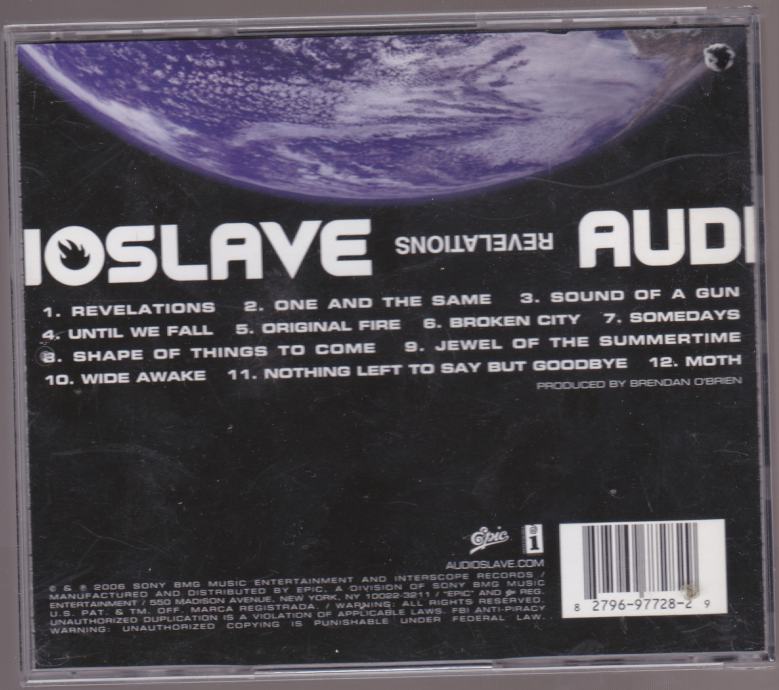 IOSLAVE REVELATIONS AUDI
1. REVELATIONS 2. ONE AND THE SAME 3. SOUND OF A GUN
4. UNTIL WE FALL 5. ORIGINAL FIRE 6. BROKEN CITY 7. SOMEDAYS
8. SHAPE OF THINGS TO COME 9. JEWEL OF THE SUMMERTIME
10. WIDE AWAKE 11. NOTHING LEFT TO SAY BUT GOODBYE 12. MOTH
PRODUCED BY BRENDAN O'BRIEN
Epic i
AUDIOSLAVE.COM
© & ℗ 2006 SONY BMG MUSIC ENTERTAINMENT AND INTERSCOPE RECORDS /
MANUFACTURED AND DISTRIBUTED BY EPIC, A DIVISION OF SONY BMG MUSIC
ENTERTAINMENT / 550 MADISON AVENUE, NEW YORK, NY 10022-3211 / "EPIC" AND REG.
U.S. PAT. & TM. OFF. MARCA REGISTRADA. / WARNING: ALL RIGHTS RESERVED.
UNAUTHORIZED DUPLICATION IS A VIOLATION OF APPLICABLE LAWS. FBI ANTI-PIRACY
WARNING: UNAUTHORIZED COPYING IS PUNISHABLE UNDER FEDERAL LAW.
8 2796-97728-2 9